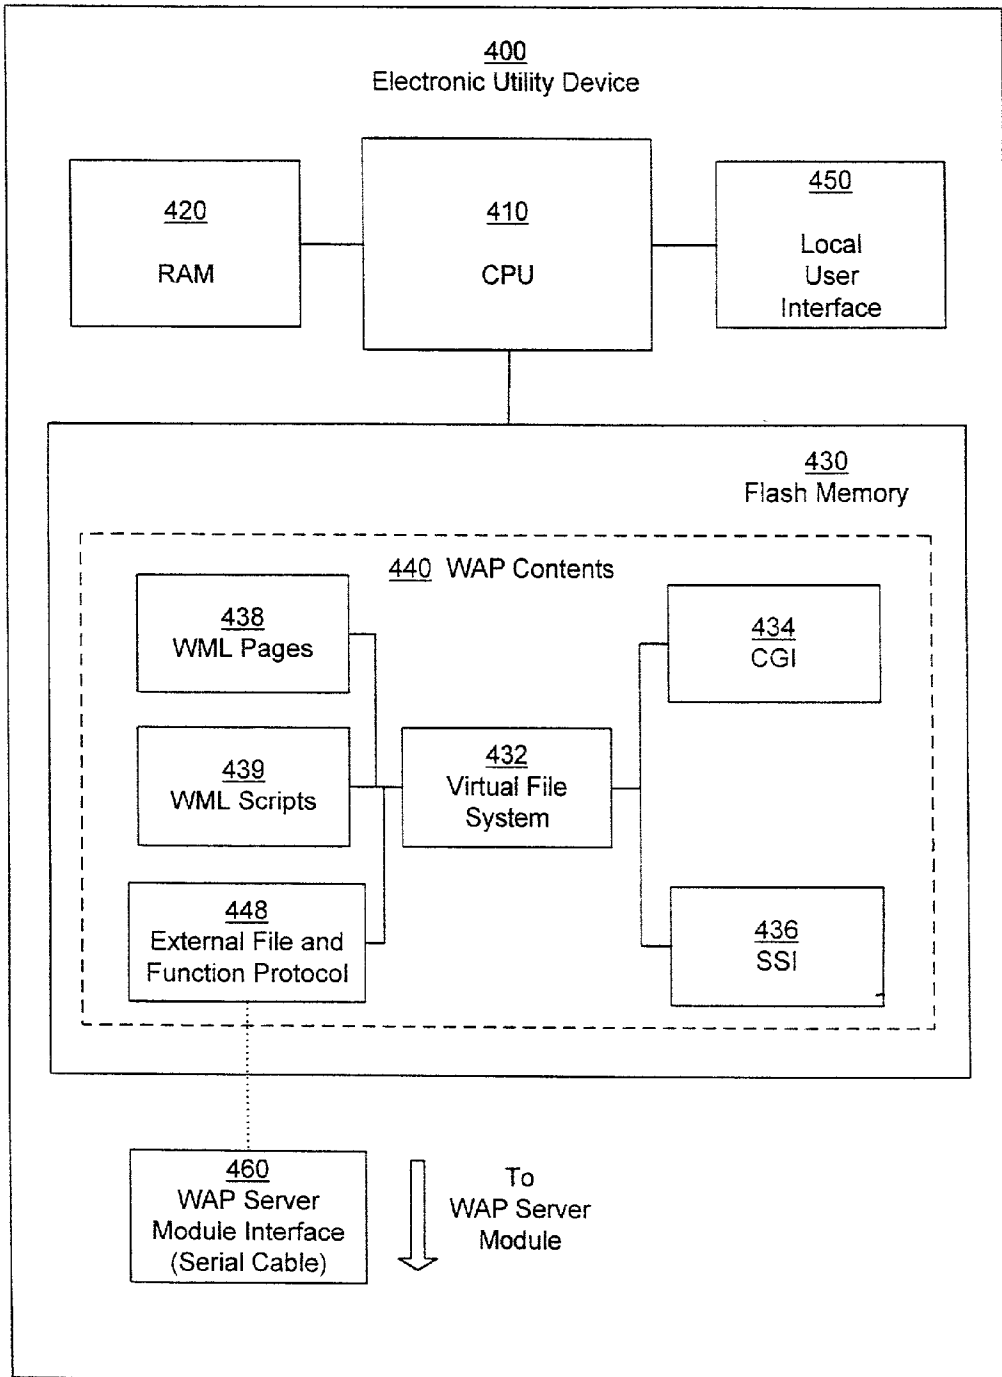 400
Electronic Utility Device
420
RAM
410
CPU
450
Local
User
Interface
430
Flash Memory
440 WAP Contents
438
WML Pages
434
CGI
439
WML Scripts
432
Virtual File
System
448
External File and
Function Protocol
436
SSI
460
WAP Server
Module Interface
(Serial Cable)
To
WAP Server
Module